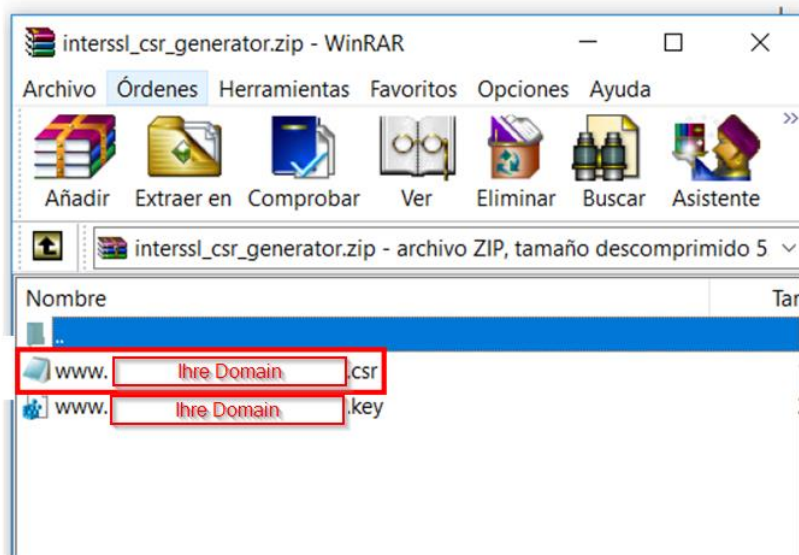 interssl_csr_generator.zip - WinRAR
Archivo Órdenes Herramientas Favoritos Opciones Ayuda
»
Añadir Extraer en Comprobar Ver Eliminar Buscar Asistente
interssl_csr_generator.zip - archivo ZIP, tamaño descomprimido 5
Nombre
..
www. Ihre Domain .csr
www. Ihre Domain .key